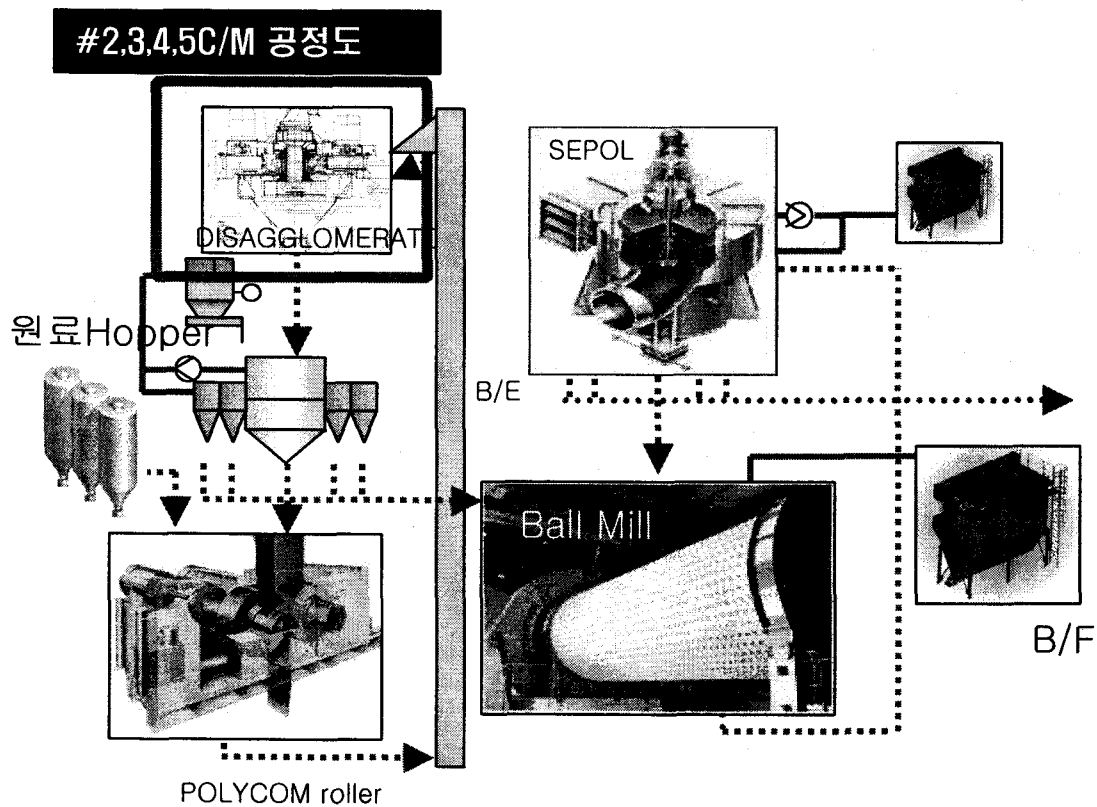 #2,3,4,5C/M 공정도
SEPOL
DISAGGLOMERATI
원료Hopper
B/E
Ball Mill
B/F
POLYCOM roller